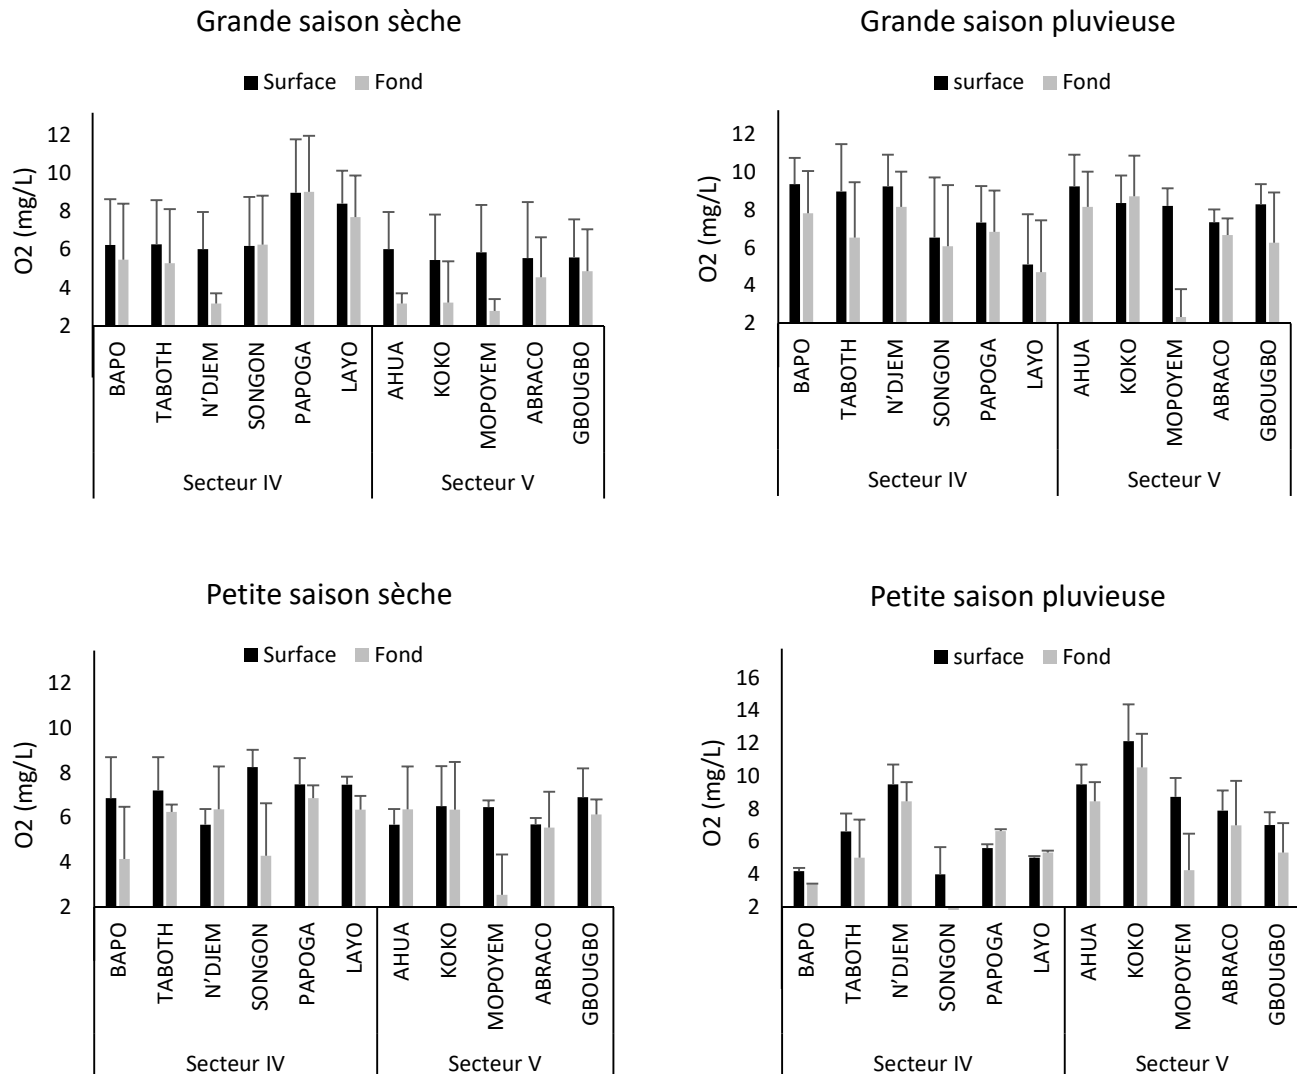 Grande saison sèche
Surface Fond
O2 (mg/L)
12
10
8
6
4
2
BAPO
TABOTH
N'DJEM
SONGON
PAPOGA
LAYO
AHUA
KOKO
MOPOYEM
ABRACO
GBOUGBO
Secteur IV
Secteur V
Grande saison pluvieuse
surface Fond
O2 (mg/L)
12
10
8
6
4
2
BAPO
TABOTH
N'DJEM
SONGON
PAPOGA
LAYO
AHUA
KOKO
MOPOYEM
ABRACO
GBOUGBO
Secteur IV
Secteur V
Petite saison sèche
Surface Fond
O2 (mg/L)
12
10
8
6
4
2
BAPO
TABOTH
N'DJEM
SONGON
PAPOGA
LAYO
AHUA
KOKO
MOPOYEM
ABRACO
GBOUGBO
Secteur IV
Secteur V
Petite saison pluvieuse
surface Fond
O2 (mg/L)
16
14
12
10
8
6
4
2
BAPO
TABOTH
N'DJEM
SONGON
PAPOGA
LAYO
AHUA
KOKO
MOPOYEM
ABRACO
GBOUGBO
Secteur IV
Secteur V